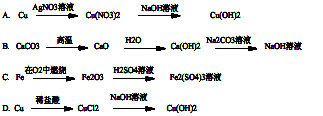 AgNO3溶液 NaOH溶液
A. Cu Cu(NO3)2 Cu(OH)2
高温 H2O Na2CO3溶液
B. CaCO3 CaO Ca(OH)2 NaOH溶液
在O2中燃烧 H2SO4溶液
C. Fe Fe2O3 Fe2(SO4)3溶液
稀盐酸 NaOH溶液
D. Cu CuCl2 Cu(OH)2